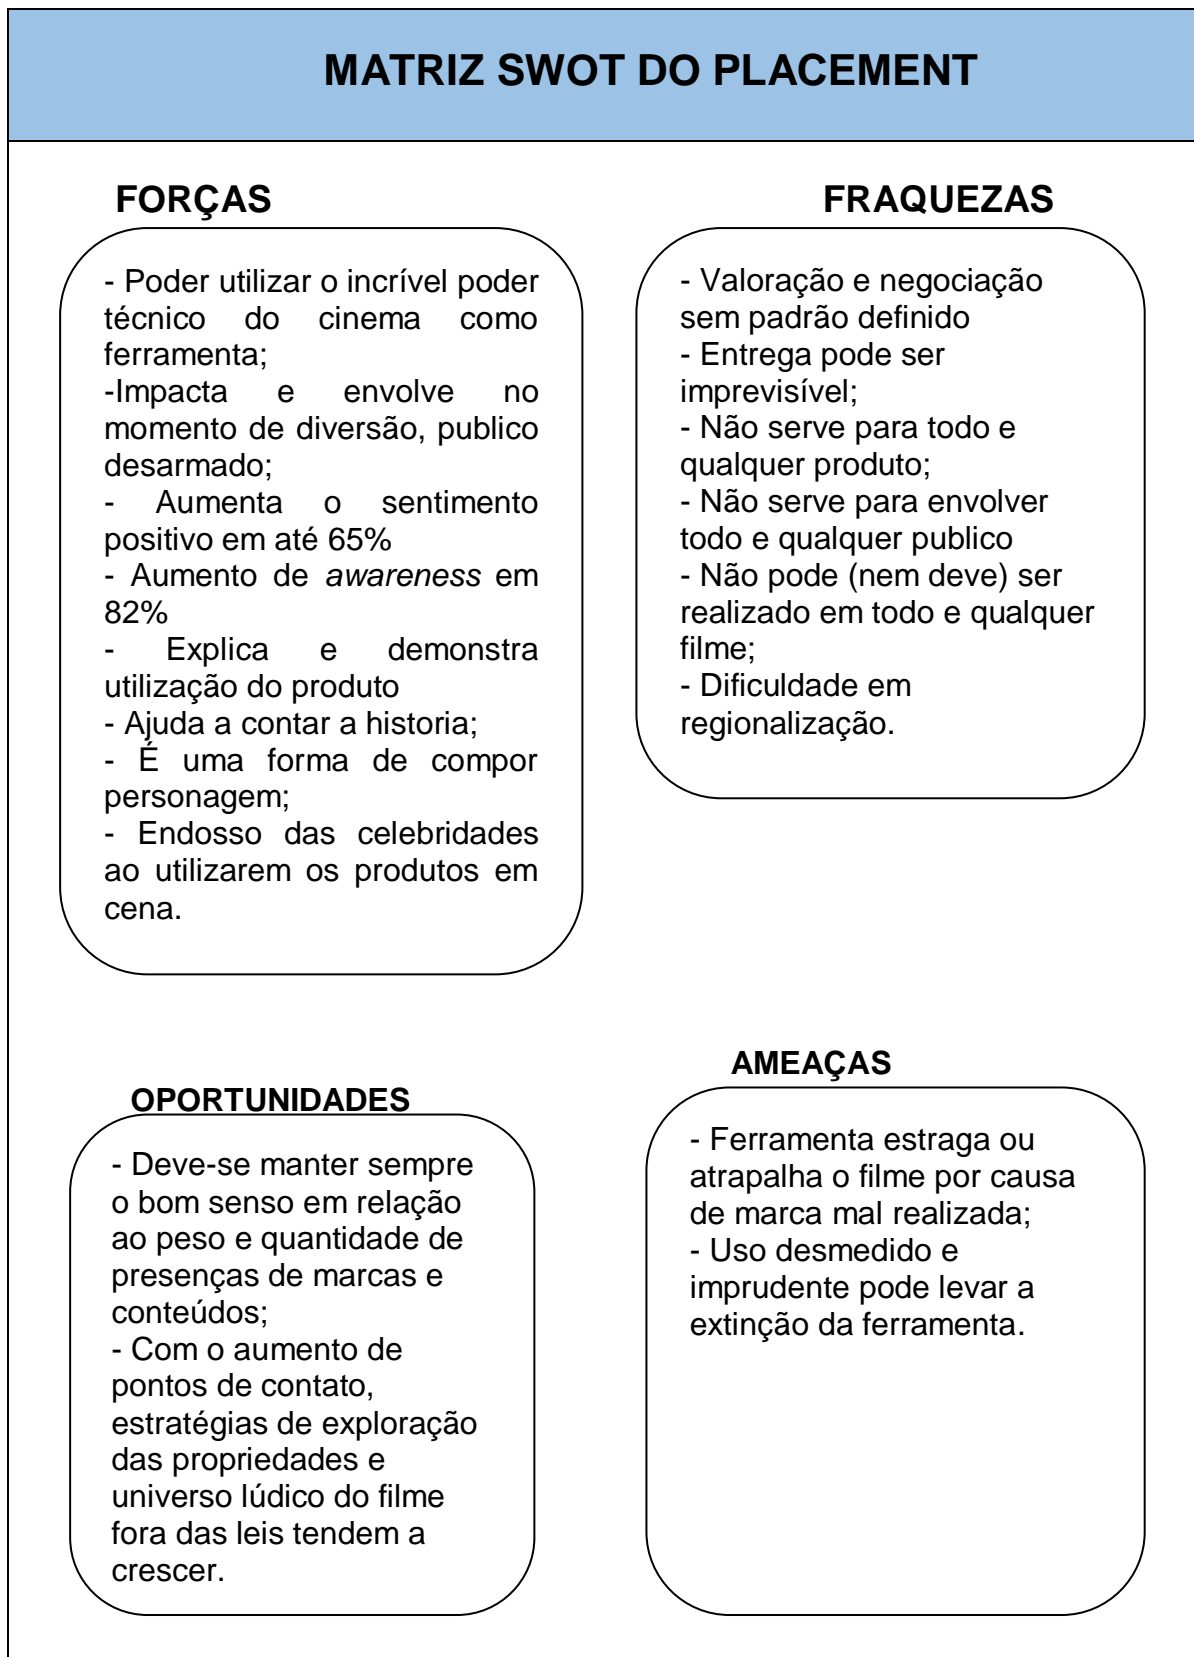 MATRIZ SWOT DO PLACEMENT
FORÇAS
- Poder utilizar o incrível poder
técnico do cinema como
ferramenta;
-Impacta e envolve no
momento de diversão, publico
desarmado;
- Aumenta o sentimento
positivo em até 65%
- Aumento de awareness em
82%
- Explica e demonstra
utilização do produto
- Ajuda a contar a historia;
- É uma forma de compor
personagem;
- Endosso das celebridades
ao utilizarem os produtos em
cena.
FRAQUEZAS
- Valoração e negociação
sem padrão definido
- Entrega pode ser
imprevisível;
- Não serve para todo e
qualquer produto;
- Não serve para envolver
todo e qualquer publico
- Não pode (nem deve) ser
realizado em todo e qualquer
filme;
- Dificuldade em
regionalização.
OPORTUNIDADES
- Deve-se manter sempre
o bom senso em relação
ao peso e quantidade de
presenças de marcas e
conteúdos;
- Com o aumento de
pontos de contato,
estratégias de exploração
das propriedades e
universo lúdico do filme
fora das leis tendem a
crescer.
AMEAÇAS
- Ferramenta estraga ou
atrapalha o filme por causa
de marca mal realizada;
- Uso desmedido e
imprudente pode levar a
extinção da ferramenta.